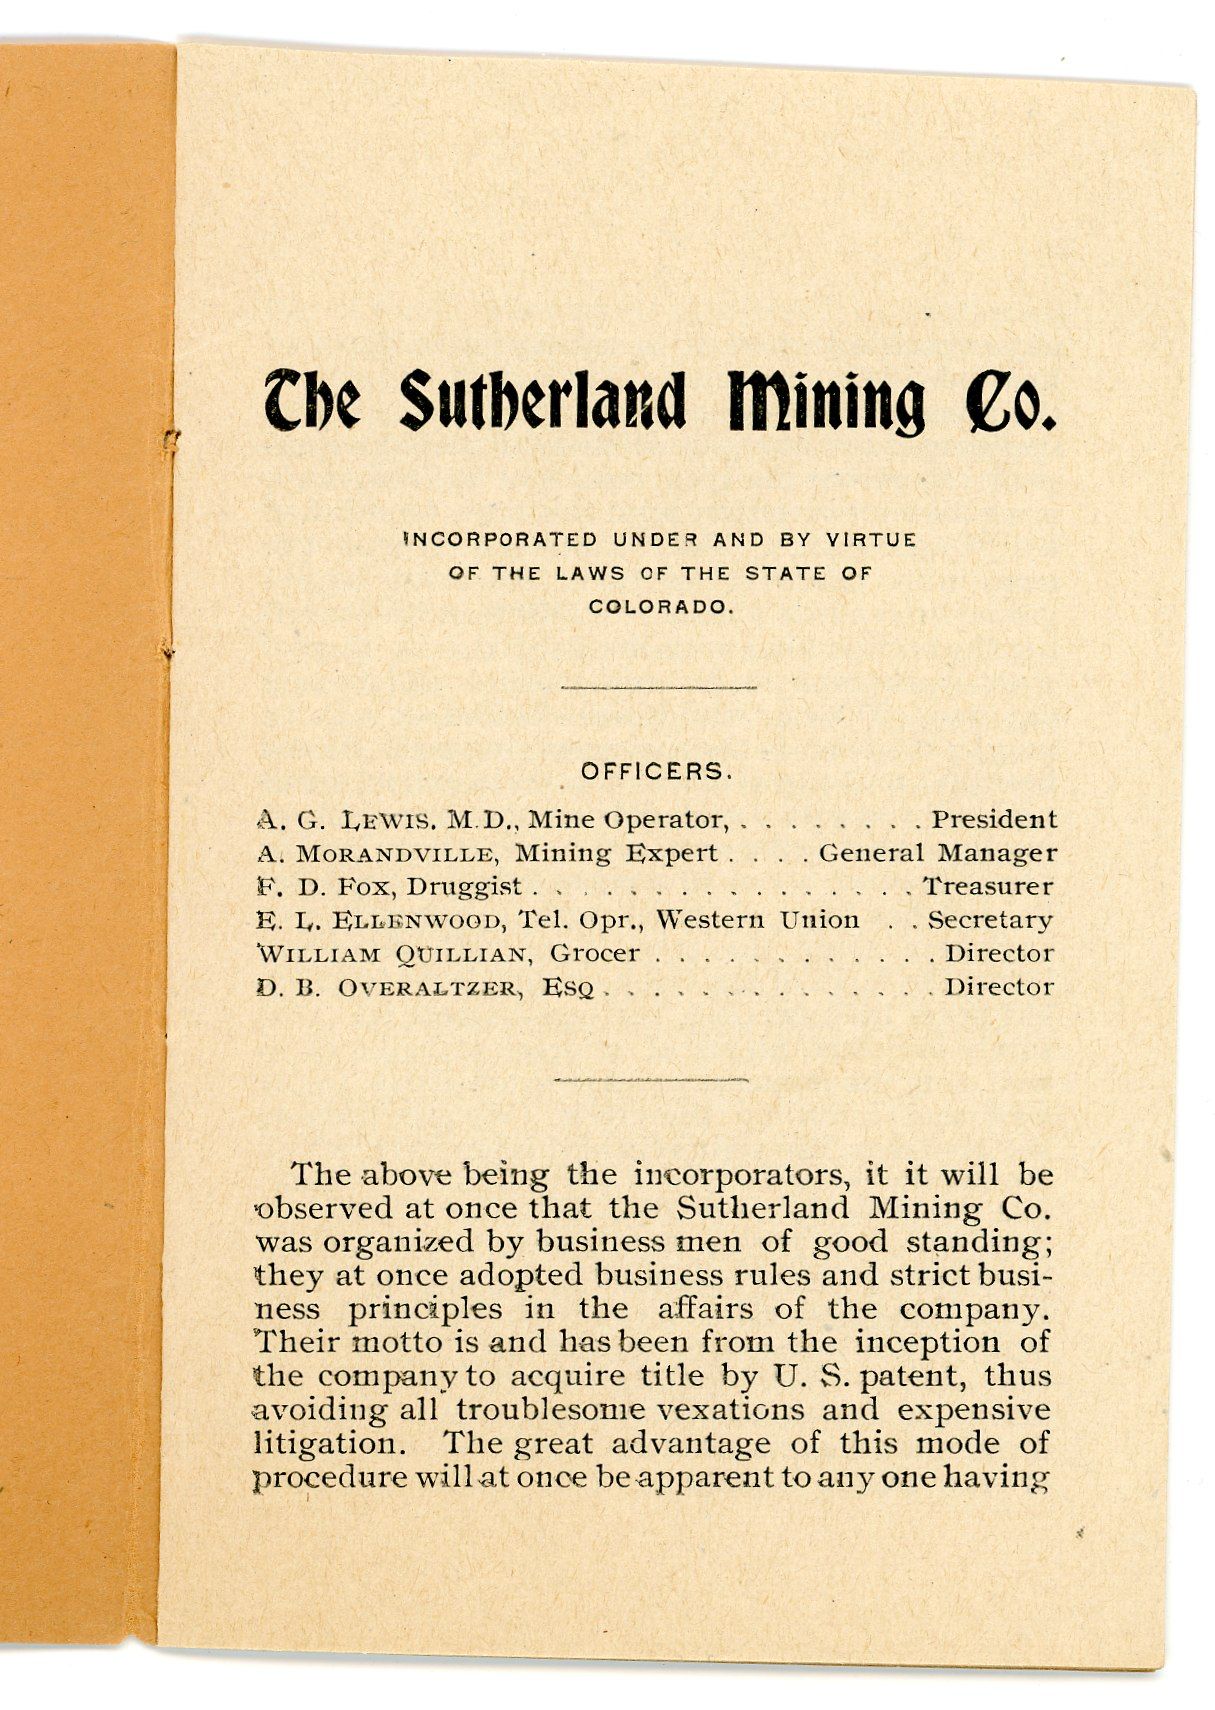 The Sutherland Mining Co.
INCORPORATED UNDER AND BY VIRTUE
OF THE LAWS OF THE STATE OF
COLORADO.
OFFICERS.
A. G. LEWIS. M.D., Mine Operator, . . . . . . . . President
A. MORANDVILLE, Mining Expert . . . . General Manager
F. D. FOX, Druggist . . . . . . . . . . . . . . . . Treasurer
E. L. ELLENWOOD, Tel. Opr., Western Union . . Secretary
WILLIAM QUILLIAN, Grocer . . . . . . . . . . . . Director
D. B. OVERALTZER, ESQ . . . . . . . . . . . . . . Director
The above being the incorporators, it it will be
observed at once that the Sutherland Mining Co.
was organized by business men of good standing;
they at once adopted business rules and strict busi-
ness principles in the affairs of the company.
Their motto is and has been from the inception of
the company to acquire title by U. S. patent, thus
avoiding all troublesome vexations and expensive
litigation. The great advantage of this mode of
procedure will at once be apparent to any one having